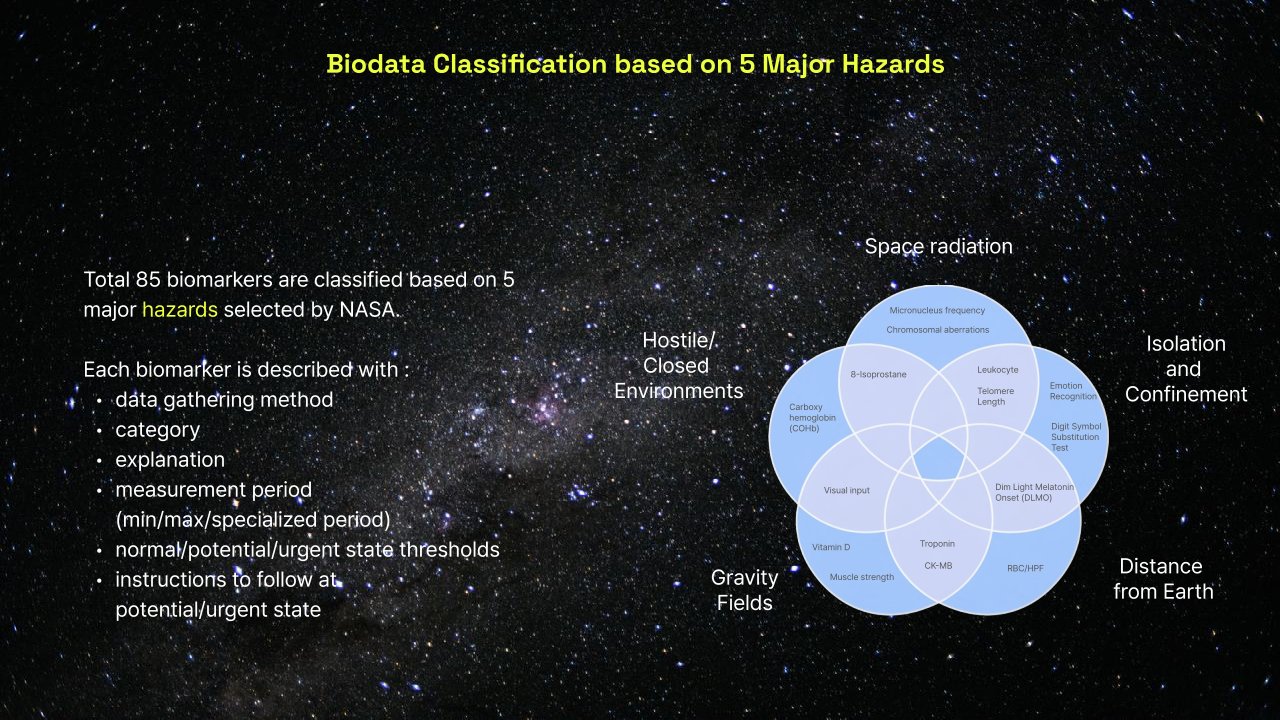 Biodata Classification based on 5 Major Hazards
Total 85 biomarkers are classified based on 5
major hazards selected by NASA.
Each biomarker is described with :
• data gathering method
category
• explanation
• measurement period
(min/max/specialized period)
• normal/potential/urgent state thresholds
• instructions to follow at
potential/urgent state
Space radiation
Hostile/
Closed
Environments
Isolation
and
Confinement
Gravity
Fields
Distance
from Earth
Micronucleus frequency
Chromosomal aberrations
8-Isoprostane
Leukocyte
Telomere
Length
Emotion
Recognition
Digit Symbol
Substitution
Test
Carboxy
hemoglobin
(COHb)
Visual input
Dim Light Melatonin
Onset (DLMO)
Vitamin D
Muscle strength
Troponin
CK-MB
RBC/HPF